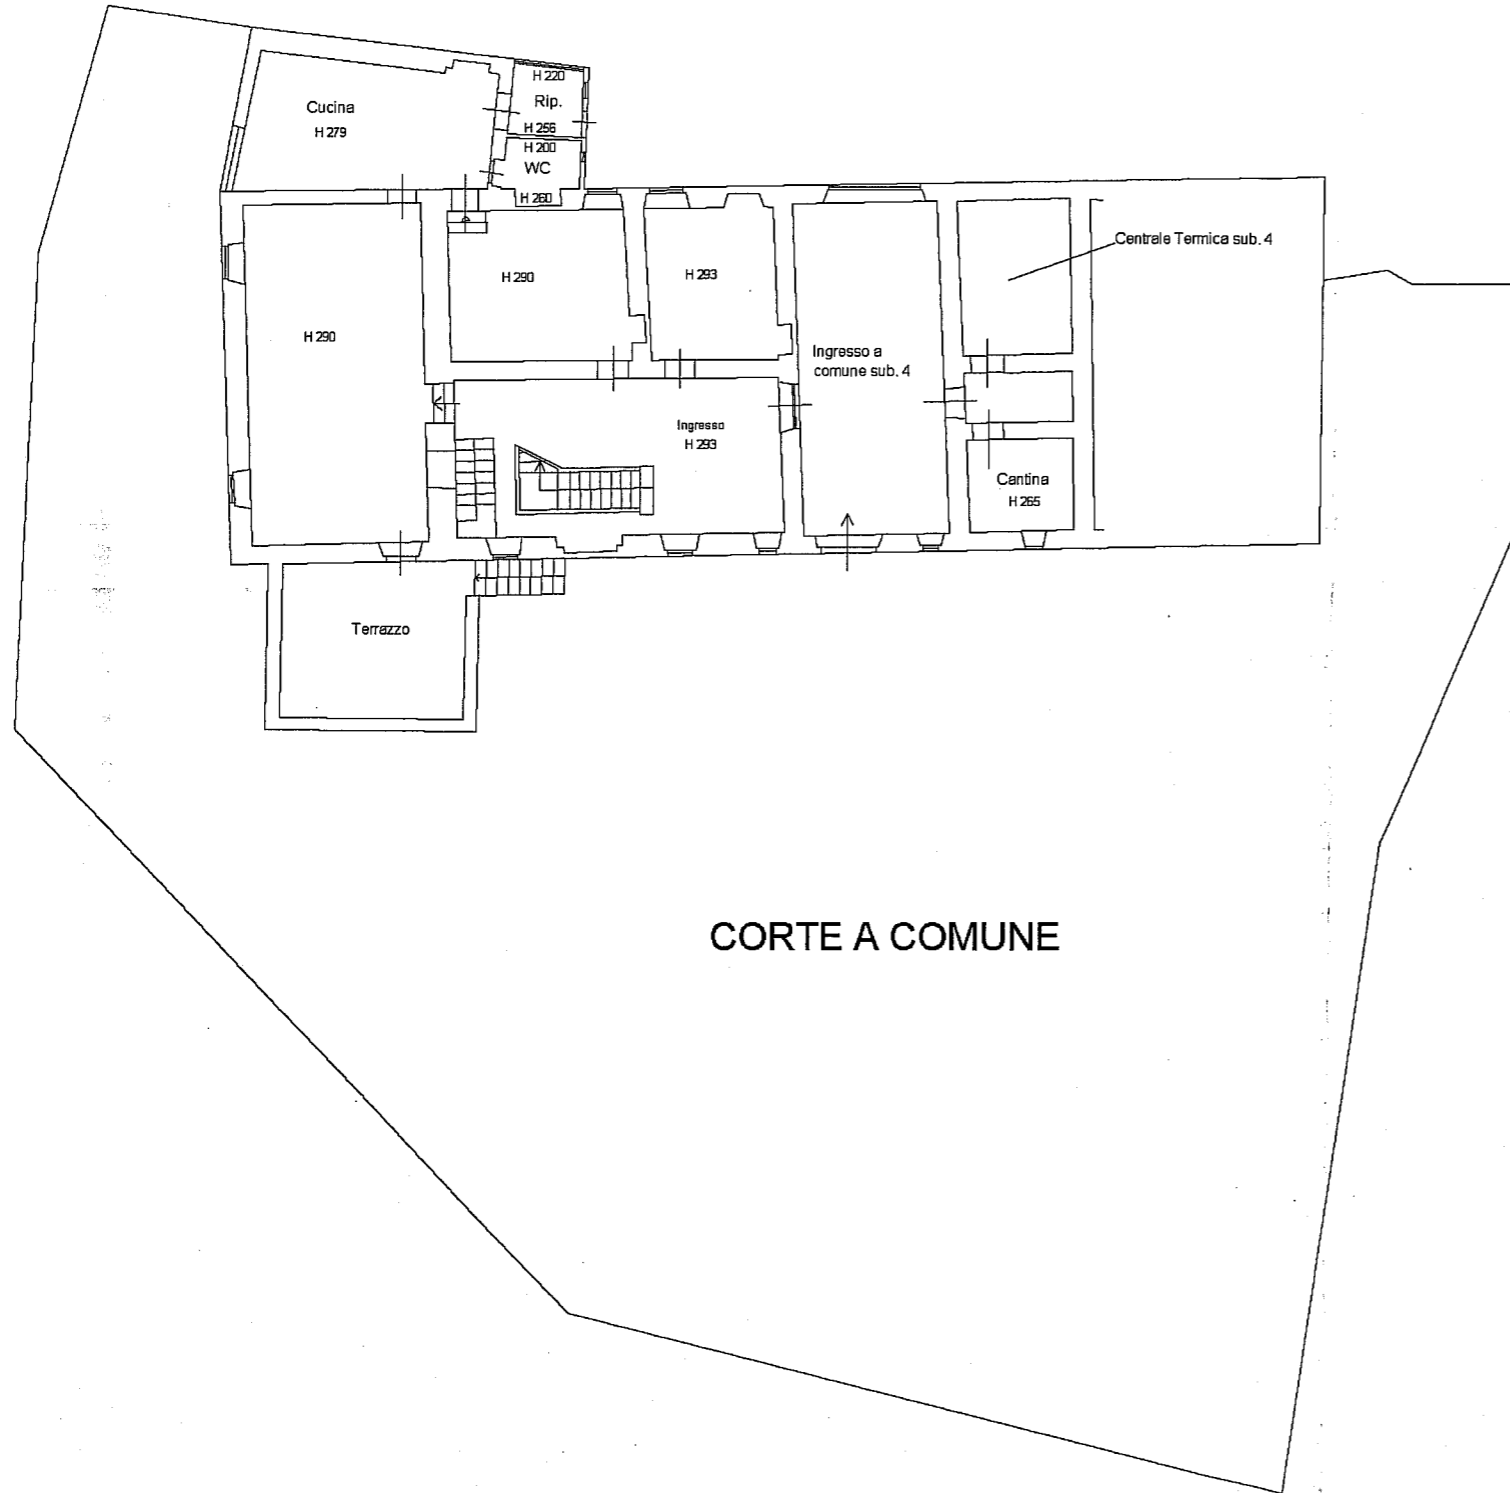 H 220
Rip.
H 256
Cucina
H 279
H 200
WC
H 260
Centrale Termica sub. 4
H 290
H 293
H 290
Ingresso a
comune sub. 4
Ingresso
H 293
Cantina
H 265
Terrazzo
CORTE A COMUNE